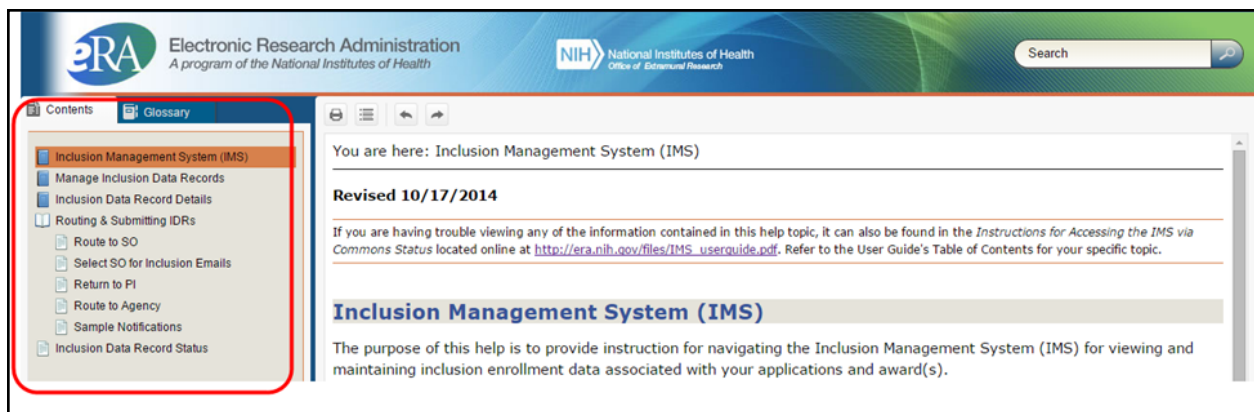 eRA
Electronic Research Administration
A program of the National Institutes of Health
NIH
National Institutes of Health
Office of Extramural Research
Search
Contents
Glossary
Inclusion Management System (IMS)
Manage Inclusion Data Records
Inclusion Data Record Details
Routing & Submitting IDRs
Route to SO
Select SO for Inclusion Emails
Return to PI
Route to Agency
Sample Notifications
Inclusion Data Record Status
You are here: Inclusion Management System (IMS)
Revised 10/17/2014
If you are having trouble viewing any of the information contained in this help topic, it can also be found in the Instructions for Accessing the IMS via
Commons Status located online at http://era.nih.gov/files/IMS_userguide.pdf. Refer to the User Guide's Table of Contents for your specific topic.
Inclusion Management System (IMS)
The purpose of this help is to provide instruction for navigating the Inclusion Management System (IMS) for viewing and
maintaining inclusion enrollment data associated with your applications and award(s).